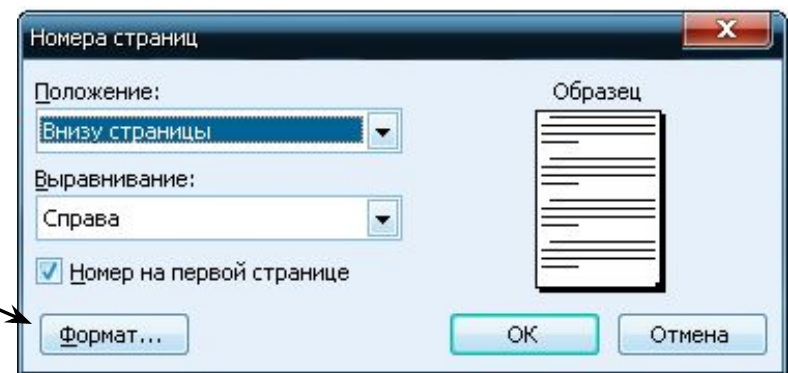 Номера страниц
Положение:
Образец
Внизу страницы
Выравнивание:
Справа
Номер на первой странице
Формат...
ОК
Отмена